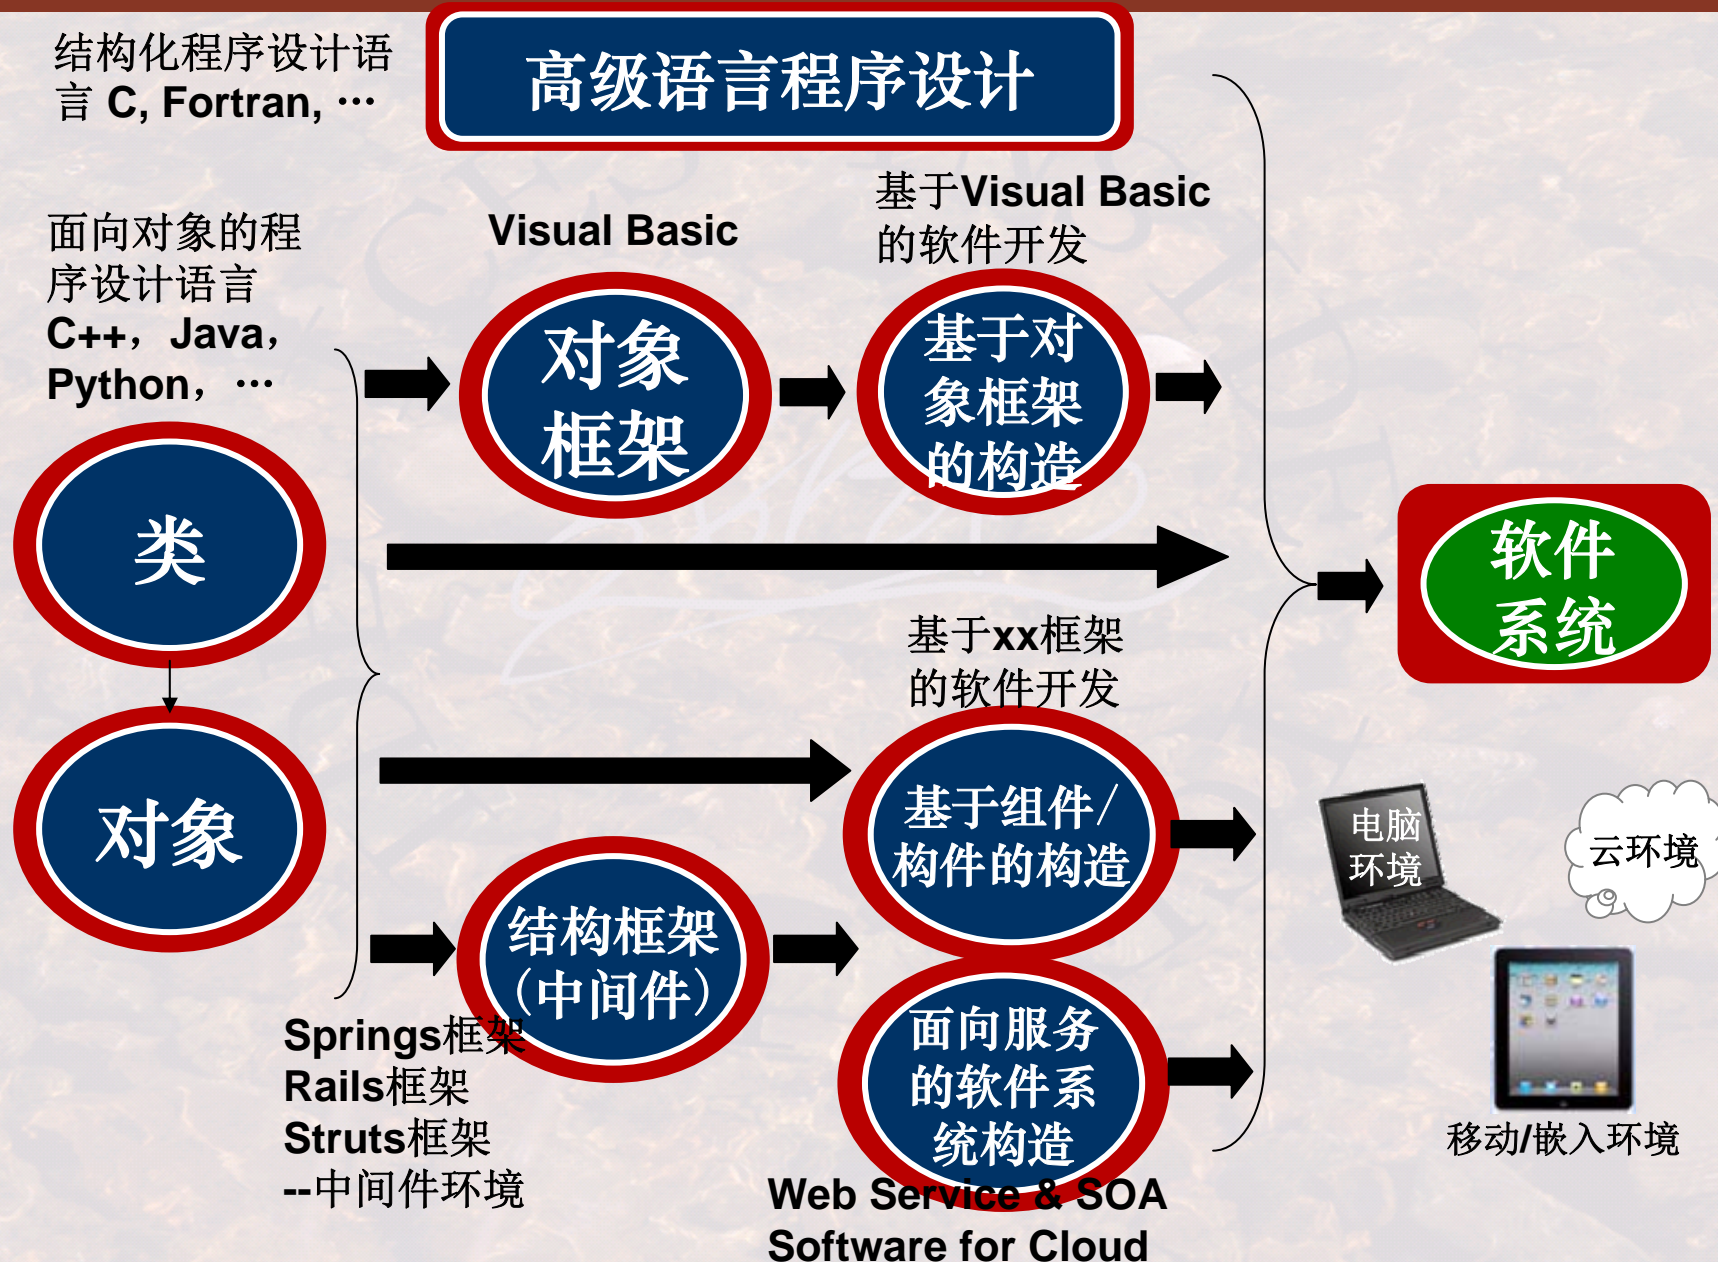 结构化程序设计语
言 C, Fortran, …
高级语言程序设计
面向对象的程
序设计语言
C++，Java，
Python，…
Visual Basic
基于Visual Basic
的软件开发
对象
框架
基于对
象框架
的构造
类
软件
系统
基于xx框架
的软件开发
对象
基于组件/
构件的构造
电脑
环境
云环境
结构框架
（中间件）
Springs框架
Rails框架
Struts框架
--中间件环境
面向服务
的软件系
统构造
移动/嵌入环境
Web Service & SOA
Software for Cloud